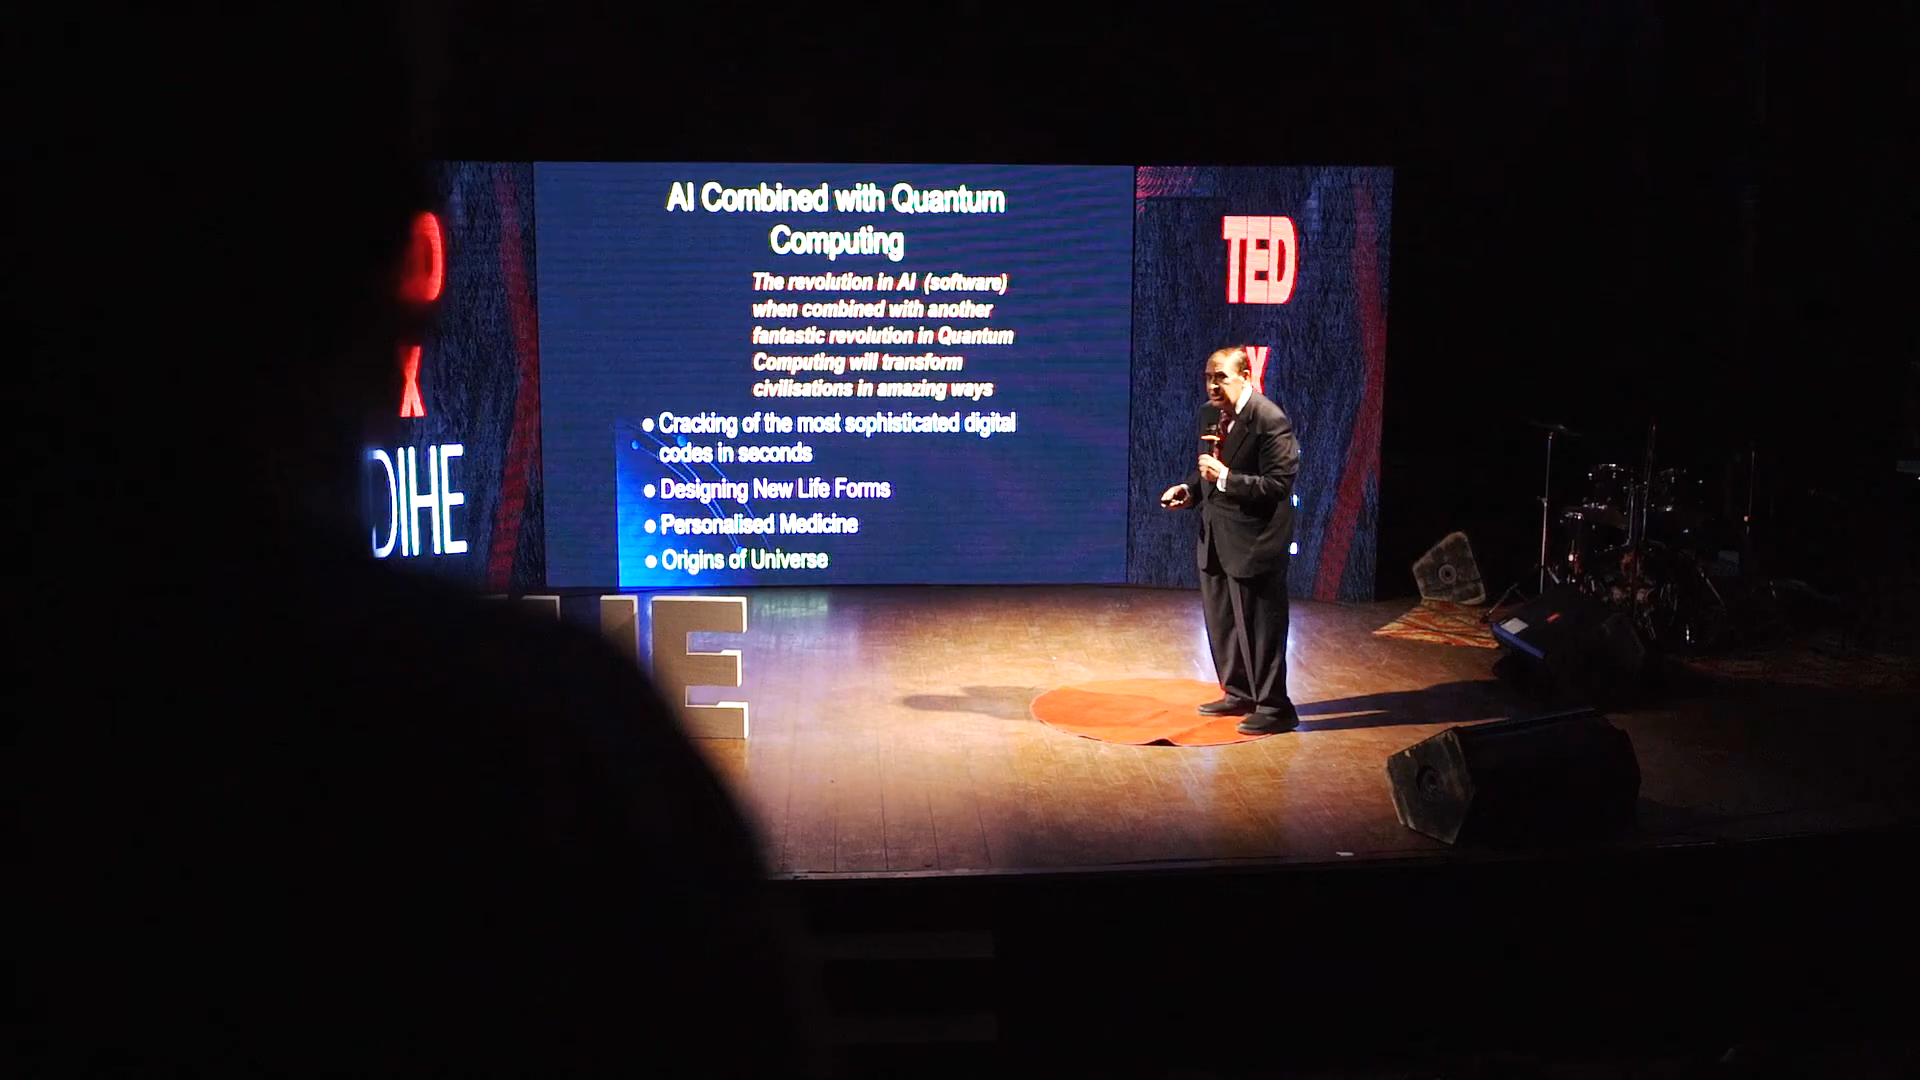 AI Combined with Quantum
Computing
The revolution in AI (software)
when combined with another
fantastic revolution in Quantum
Computing will transform
civilisations in amazing ways
• Cracking of the most sophisticated digital
codes in seconds
• Designing New Life Forms
• Personalised Medicine
• Origins of Universe
D
X
DIHE
TED
X
E